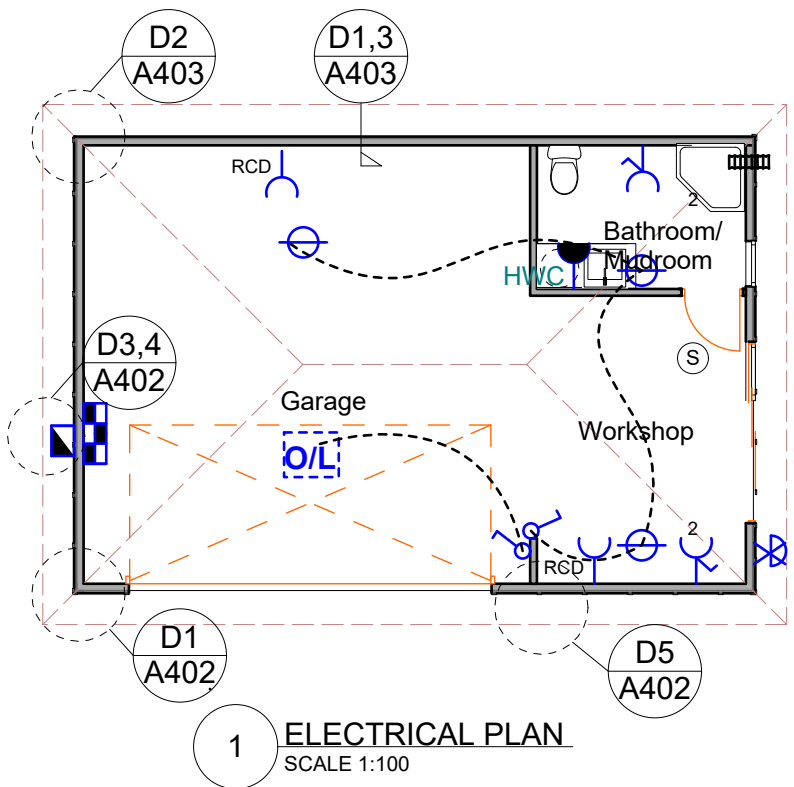 D2
A403
D1,3
A403
RCD
2
Bathroom/
Mudroom
HWC
D3,4
A402
S
Garage
Workshop
O/L
2
RCD
D1
A402
D5
A402
1
ELECTRICAL PLAN
SCALE 1:100